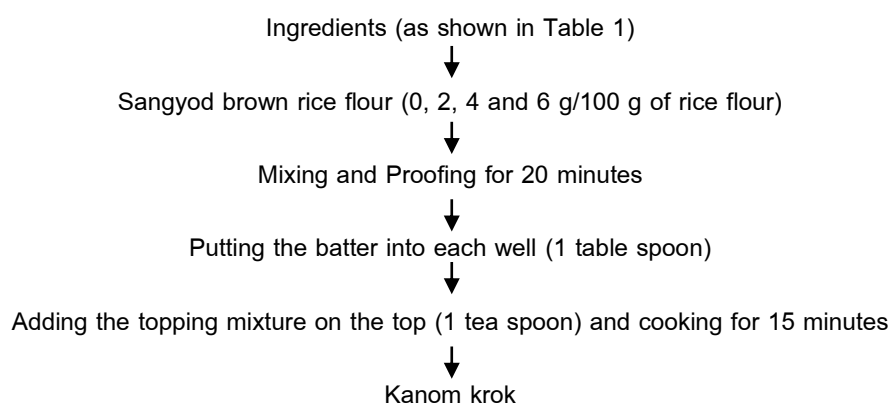 Ingredients (as shown in Table 1)
Sangyod brown rice flour (0, 2, 4 and 6 g/100 g of rice flour)
Mixing and Proofing for 20 minutes
Putting the batter into each well (1 table spoon)
Adding the topping mixture on the top (1 tea spoon) and cooking for 15 minutes
Kanom krok